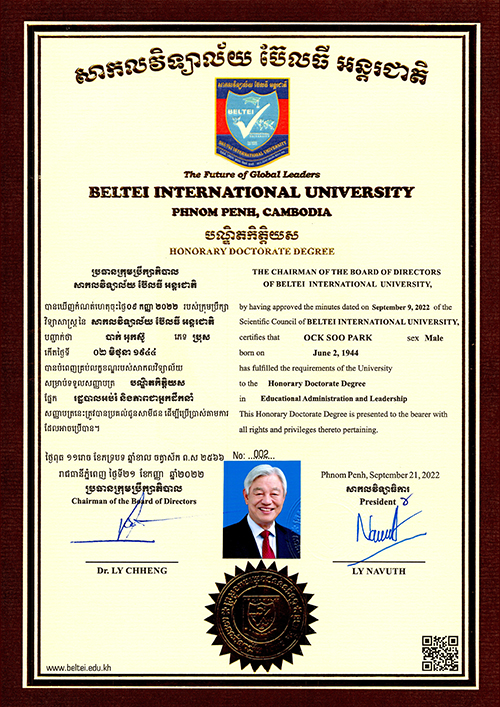 សាកលវិទ្យាល័យ ប៊ែលធី អន្តរជាតិ
សាកលវិទ្យាល័យ ប៊ែលធី អន្តរជាតិ
BELTEI
INTERNATIONAL UNIVERSITY
BELTEI INTERNATIONAL UNIVERSITY
The Future of Global Leaders
BELTEI INTERNATIONAL UNIVERSITY
PHNOM PENH, CAMBODIA
បណ្ឌិតកិត្តិយស
HONORARY DOCTORATE DEGREE
ប្រធានក្រុមប្រឹក្សាភិបាល
សាកលវិទ្យាល័យ ប៊ែលធី អន្តរជាតិ
បានឃើញកំណត់ហេតុចុះថ្ងៃ០៩ កញ្ញា ២០២២ របស់ក្រុមប្រឹក្សា
វិទ្យាសាស្ត្រនៃ សាកលវិទ្យាល័យ ប៊ែលធី អន្តរជាតិ
បញ្ជាក់ថា បាក់ អុកស៊ូ ភេទ ប្រុស
កើតថ្ងៃទី ០២ មិថុនា ១៩៤៤
បានបំពេញគ្រប់លក្ខខណ្ឌរបស់សាកលវិទ្យាល័យ
សម្រាប់ទទួលសញ្ញាបត្រ បណ្ឌិតកិត្តិយស
ផ្នែក រដ្ឋបាលអប់រំ និងភាពជាអ្នកដឹកនាំ
សញ្ញាបត្រនេះត្រូវបានប្រគល់ជូនសាមីជន ដើម្បីប្រើប្រាស់តាមការ
ដែលអាចប្រើបាន។
THE CHAIRMAN OF THE BOARD OF DIRECTORS
OF BELTEI INTERNATIONAL UNIVERSITY,
by having approved the minutes dated on September 9, 2022 of the
Scientific Council of BELTEI INTERNATIONAL UNIVERSITY,
certifies that OCK SOO PARK sex Male
born on June 2, 1944
has fulfilled the requirements of the University
to the Honorary Doctorate Degree
in Educational Administration and Leadership
This Honorary Doctorate Degree is presented to the bearer with
all rights and privileges thereto pertaining.
ថ្ងៃពុធ ១១រោច ខែភទ្របទ ឆ្នាំខាល ចត្វាស័ក ព.ស ២៥៦៦
រាជធានីភ្នំពេញ ថ្ងៃទី២១ ខែកញ្ញា ឆ្នាំ២០២២
ប្រធានក្រុមប្រឹក្សាភិបាល
Chairman of the Board of Directors
Dr. LY CHHENG
No: ...002...
Phnom Penh, September 21, 2022
សាកលវិទ្យាធិការ
President
LY NAVUTH
www.beltei.edu.kh